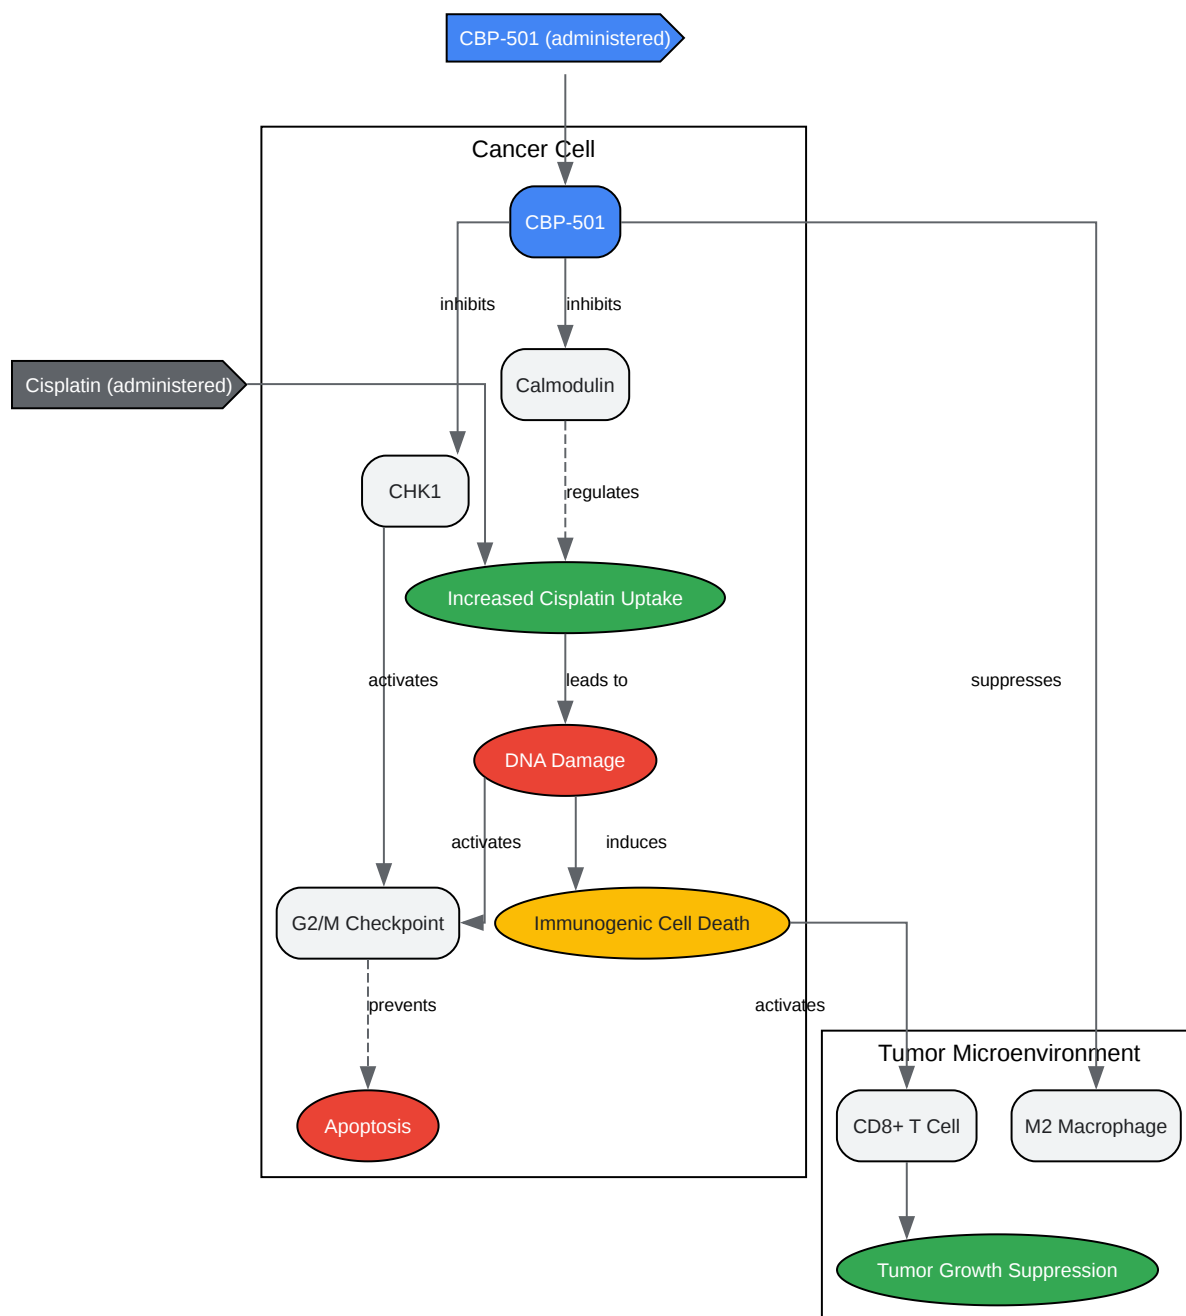 CBP-501 (administered)
Cancer Cell
CBP-501
inhibits
inhibits
Cisplatin (administered)
Calmodulin
CHK1
regulates
Increased Cisplatin Uptake
activates
leads to
suppresses
DNA Damage
activates
induces
G2/M Checkpoint
Immunogenic Cell Death
prevents
activates
Tumor Microenvironment
Apoptosis
CD8+ T Cell
M2 Macrophage
Tumor Growth Suppression